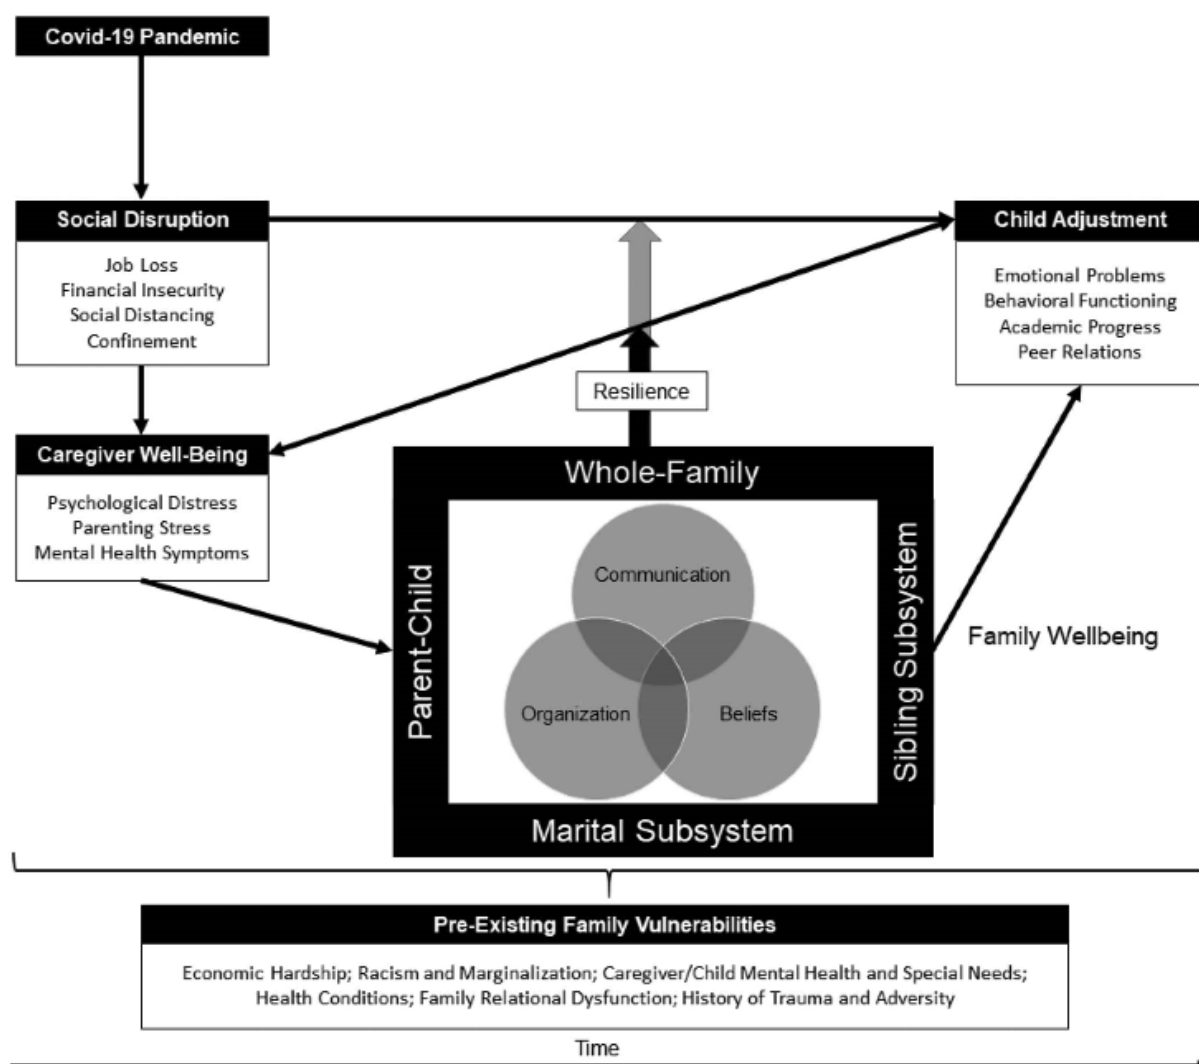 Covid-19 Pandemic
Social Disruption
Job Loss
Financial Insecurity
Social Distancing
Confinement
Child Adjustment
Emotional Problems
Behavioral Functioning
Academic Progress
Peer Relations
Resilience
Caregiver Well-Being
Psychological Distress
Parenting Stress
Mental Health Symptoms
Whole-Family
Parent-Child
Communication
Organization
Beliefs
Sibling Subsystem
Marital Subsystem
Family Wellbeing
Pre-Existing Family Vulnerabilities
Economic Hardship; Racism and Marginalization; Caregiver/Child Mental Health and Special Needs;
Health Conditions; Family Relational Dysfunction; History of Trauma and Adversity
Time